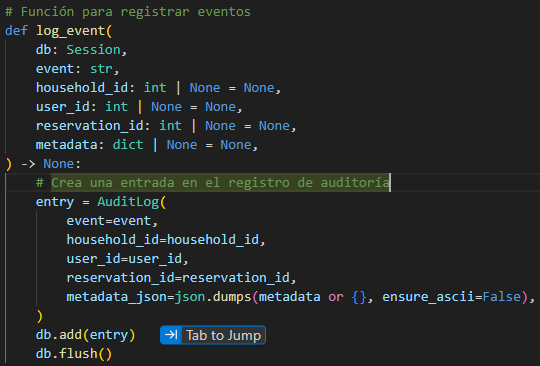 # Función para registrar eventos
def log_event(
    db: Session,
    event: str,
    household_id: int | None = None,
    user_id: int | None = None,
    reservation_id: int | None = None,
    metadata: dict | None = None,
) -> None:
    # Crea una entrada en el registro de auditoría
    entry = AuditLog(
        event=event,
        household_id=household_id,
        user_id=user_id,
        reservation_id=reservation_id,
        metadata_json=json.dumps(metadata or {}, ensure_ascii=False),
    )
    db.add(entry) Tab to Jump
    db.flush()